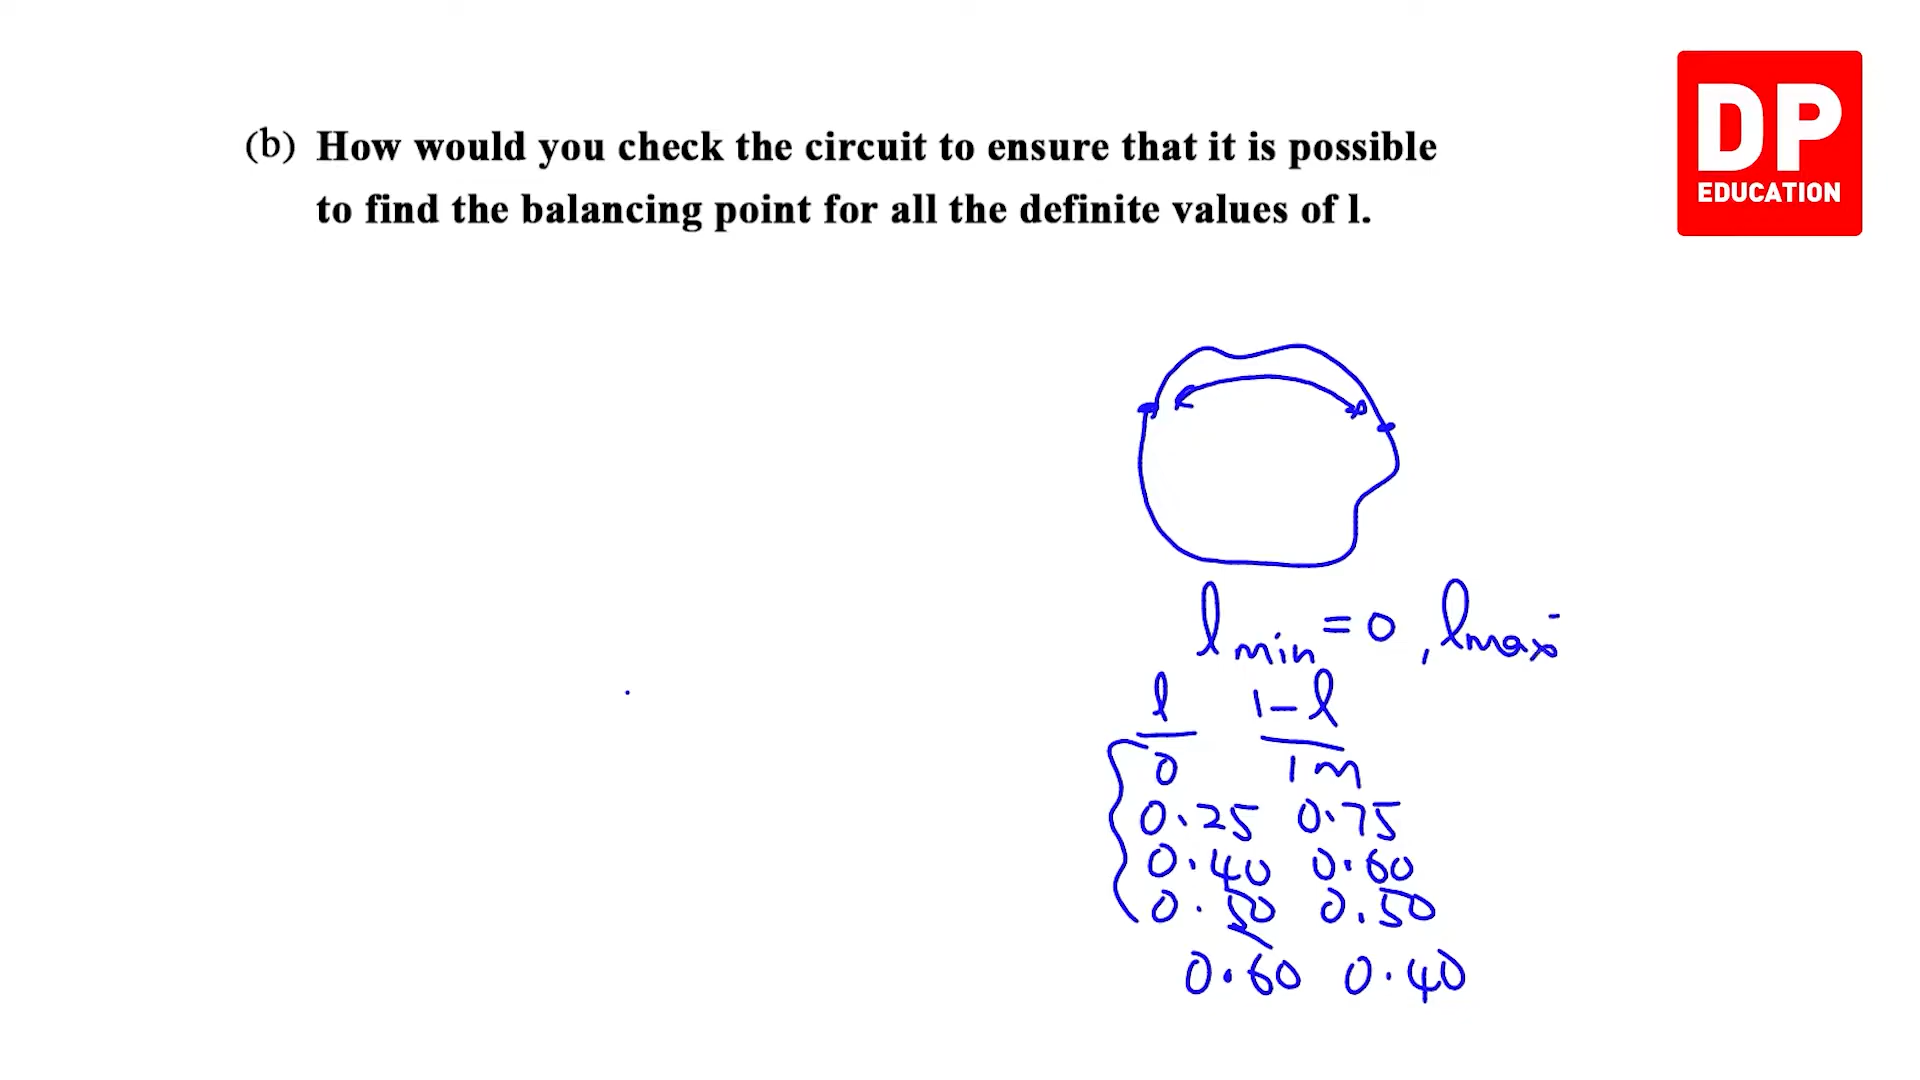 DP
EDUCATION
(b) How would you check the circuit to ensure that it is possible
to find the balancing point for all the definite values of l.
l min = 0 , l max
l 1-l
0 1m
0.25 0.75
0.40 0.60
0.50 0.50
0.60 0.40